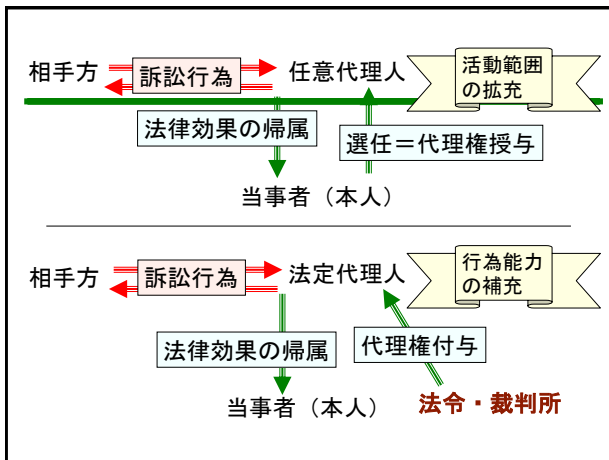 相手方 訴訟行為 任意代理人 活動範囲
の拡充
法律効果の帰属 選任＝代理権授与
当事者（本人）
相手方 訴訟行為 法定代理人 行為能力
の補充
法律効果の帰属 代理権付与
当事者（本人） 法令・裁判所